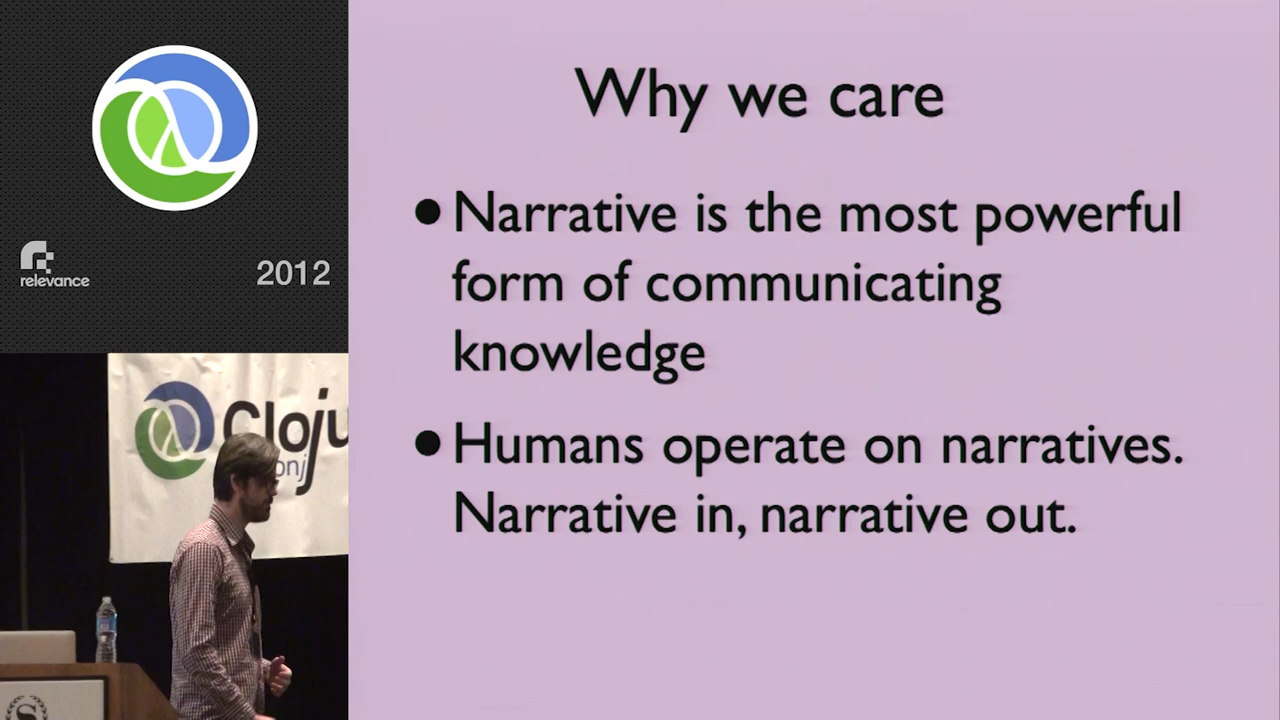 relevance
2012
Cloju
onj
S
Why we care
• Narrative is the most powerful
form of communicating
knowledge
• Humans operate on narratives.
Narrative in, narrative out.